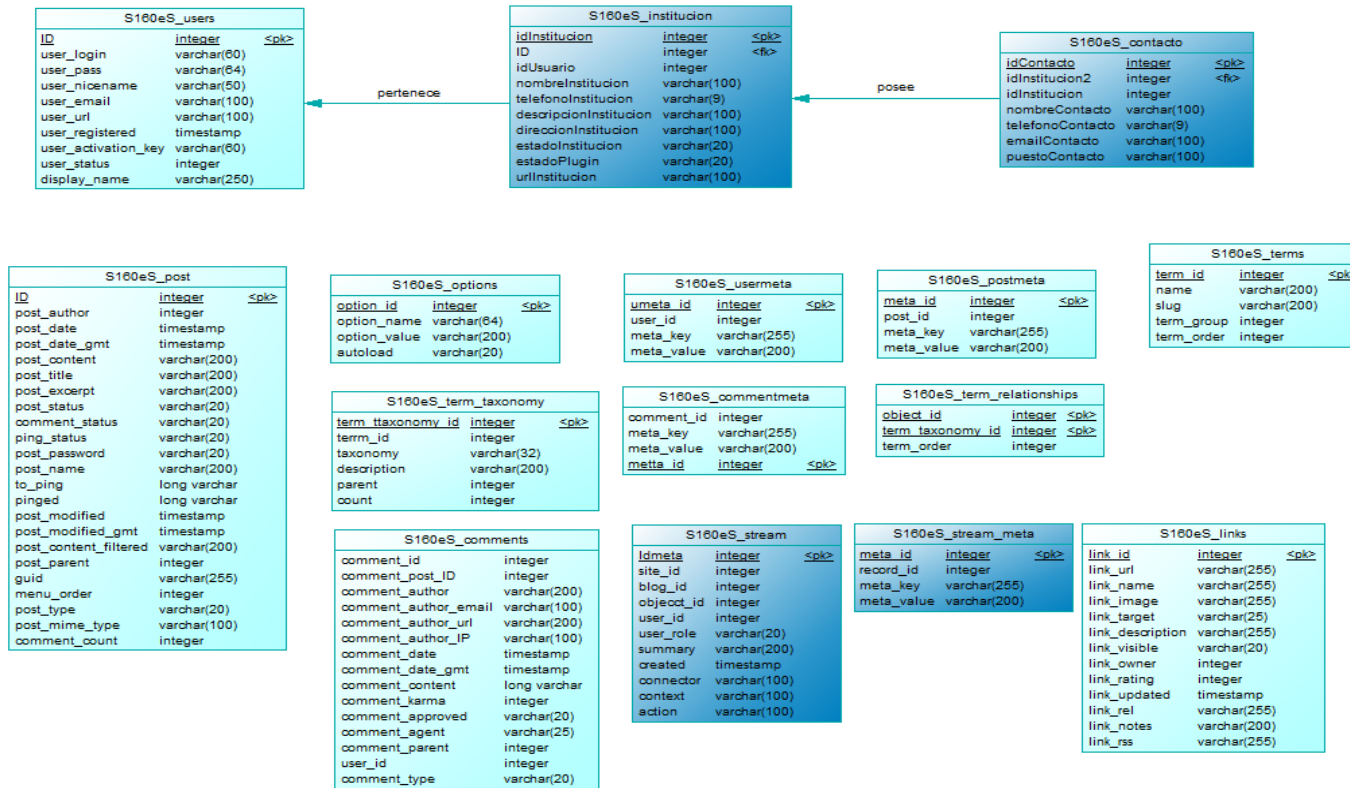 S160eS_users
ID integer <pk>
user_login varchar(60)
user_pass varchar(64)
user_nicename varchar(50)
user_email varchar(100)
user_url varchar(100)
user_registered timestamp
user_activation_key varchar(60)
user_status integer
display_name varchar(250)
pertenece
S160eS_institucion
idInstitucion integer <pk>
ID integer <fk>
idUsuario integer
nombreInstitucion varchar(100)
telefonoInstitucion varchar(9)
descripcionInstitucion varchar(100)
direccionInstitucion varchar(100)
estadoInstitucion varchar(20)
estadoPlugin varchar(20)
urlInstitucion varchar(100)
posee
S160eS_contacto
idContacto integer <pk>
idInstitucion2 integer <fk>
idInstitucion integer
nombreContacto varchar(100)
telefonoContacto varchar(9)
emailContacto varchar(100)
puestoContacto varchar(100)
S160eS_post
ID integer <pk>
post_author integer
post_date timestamp
post_date_gmt timestamp
post_content varchar(200)
post_title varchar(200)
post_excerpt varchar(200)
post_status varchar(20)
comment_status varchar(20)
ping_status varchar(20)
post_password varchar(20)
post_name varchar(200)
to_ping long varchar
pinged long varchar
post_modified timestamp
post_modified_gmt timestamp
post_content_filtered varchar(200)
post_parent integer
guid varchar(255)
menu_order integer
post_type varchar(20)
post_mime_type varchar(100)
comment_count integer
S160eS_options
option_id integer <pk>
option_name varchar(64)
option_value varchar(200)
autoload varchar(20)
S160eS_usermeta
umeta_id integer <pk>
user_id integer
meta_key varchar(255)
meta_value varchar(200)
S160eS_postmeta
meta_id integer <pk>
post_id integer
meta_key varchar(255)
meta_value varchar(200)
S160eS_terms
term_id integer <pk
name varchar(200)
slug varchar(200)
term_group integer
term_order integer
S160eS_term_taxonomy
term_ttaxonomy_id integer <pk>
terrm_id integer
taxonomy varchar(32)
description varchar(200)
parent integer
count integer
S160eS_commentmeta
comment_id integer
meta_key varchar(255)
meta_value varchar(200)
metta_id integer <pk>
S160eS_term_relationships
object_id integer <pk>
term_taxonomy_id integer <pk>
term_order integer
S160eS_comments
comment_id integer
comment_post_ID integer
comment_author varchar(200)
comment_author_email varchar(100)
comment_author_url varchar(200)
comment_author_IP varchar(100)
comment_date timestamp
comment_date_gmt timestamp
comment_content long varchar
comment_karma integer
comment_approved varchar(20)
comment_agent varchar(25)
comment_parent integer
user_id integer
comment_type varchar(20)
S160eS_stream
Idmeta integer <pk>
site_id integer
blog_id integer
objecct_id integer
user_id integer
user_role varchar(20)
summary varchar(200)
created timestamp
connector varchar(100)
context varchar(100)
action varchar(100)
S160eS_stream_meta
meta_id integer <pk>
record_id integer
meta_key varchar(255)
meta_value varchar(200)
S160eS_links
link_id integer <pk>
link_url varchar(255)
link_name varchar(255)
link_image varchar(255)
link_target varchar(25)
link_description varchar(255)
link_visible varchar(20)
link_owner integer
link_rating integer
link_updated timestamp
link_rel varchar(255)
link_notes varchar(200)
link_rss varchar(255)